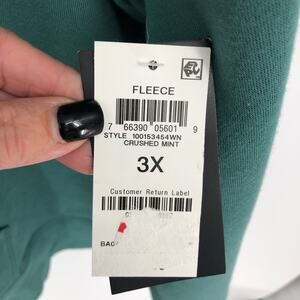 FLEECE
7 66390 05601 9
STYLE 100153454WN
CRUSHED MINT
3X
Customer Return Label